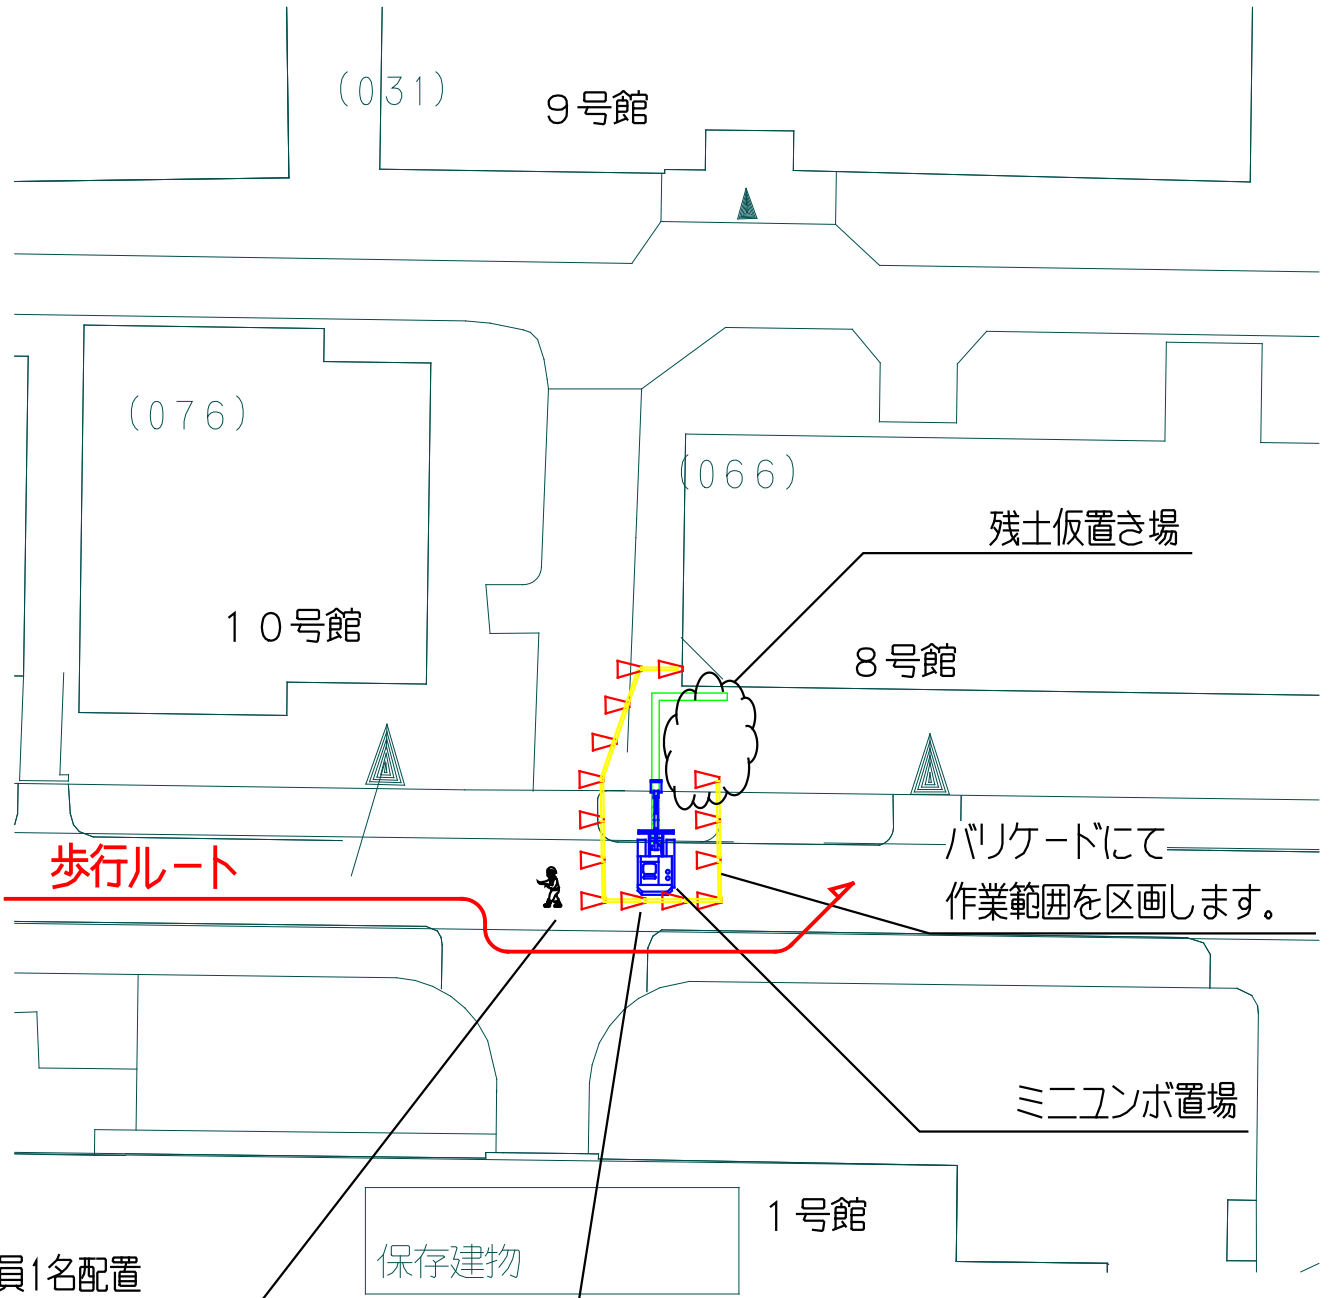 (031)
9号館
(076)
(066)
残土仮置き場
10号館
8号館
バリケードにて
作業範囲を区画します。
歩行ルート
ミニユンボ置場
1号館
員1名配置
保存建物